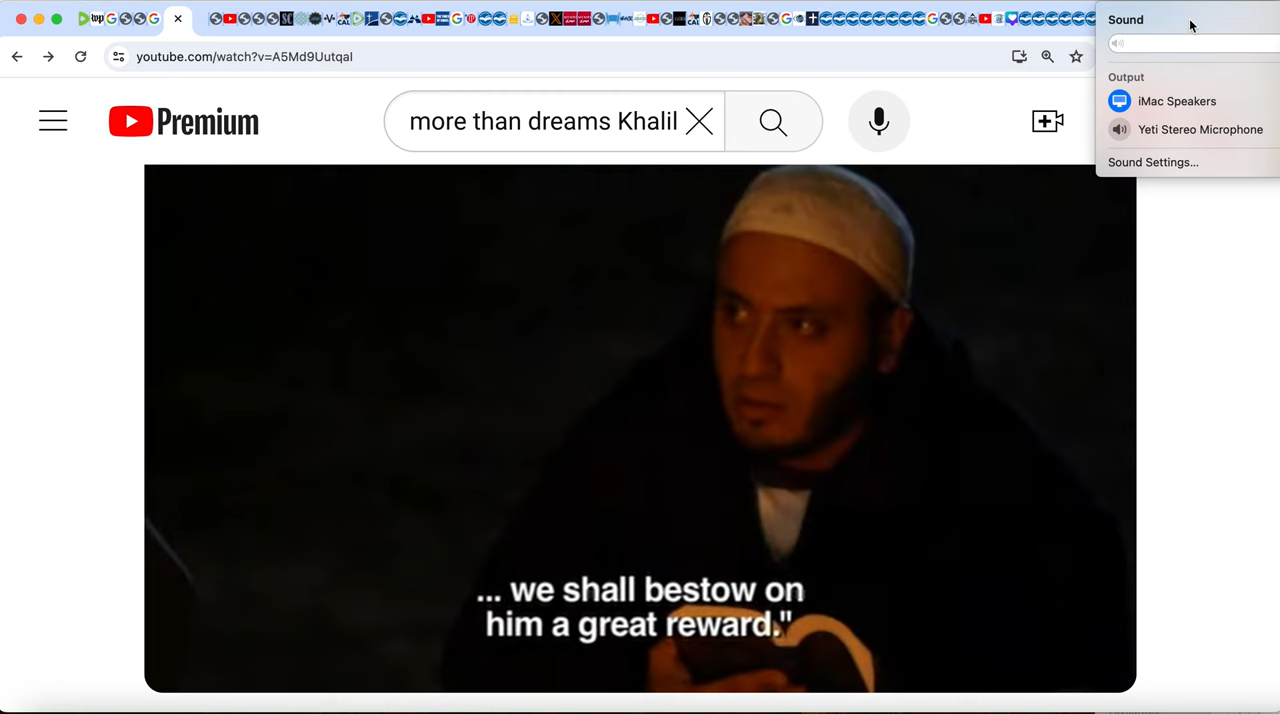 Sound
youtube.com/watch?v=A5Md9UutqaI
Output
iMac Speakers
Premium
more than dreams Khalil
Yeti Stereo Microphone
Sound Settings...
... we shall bestow on
him a great reward."